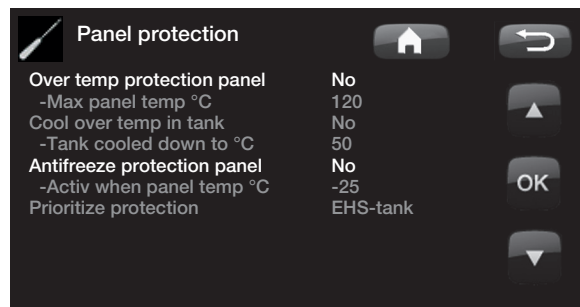 Panel protection
Over temp protection panel No
-Max panel temp °C 120
Cool over temp in tank No
-Tank cooled down to °C 50
Antifreeze protection panel No
-Activ when panel temp °C -25
Prioritize protection EHS-tank
OK